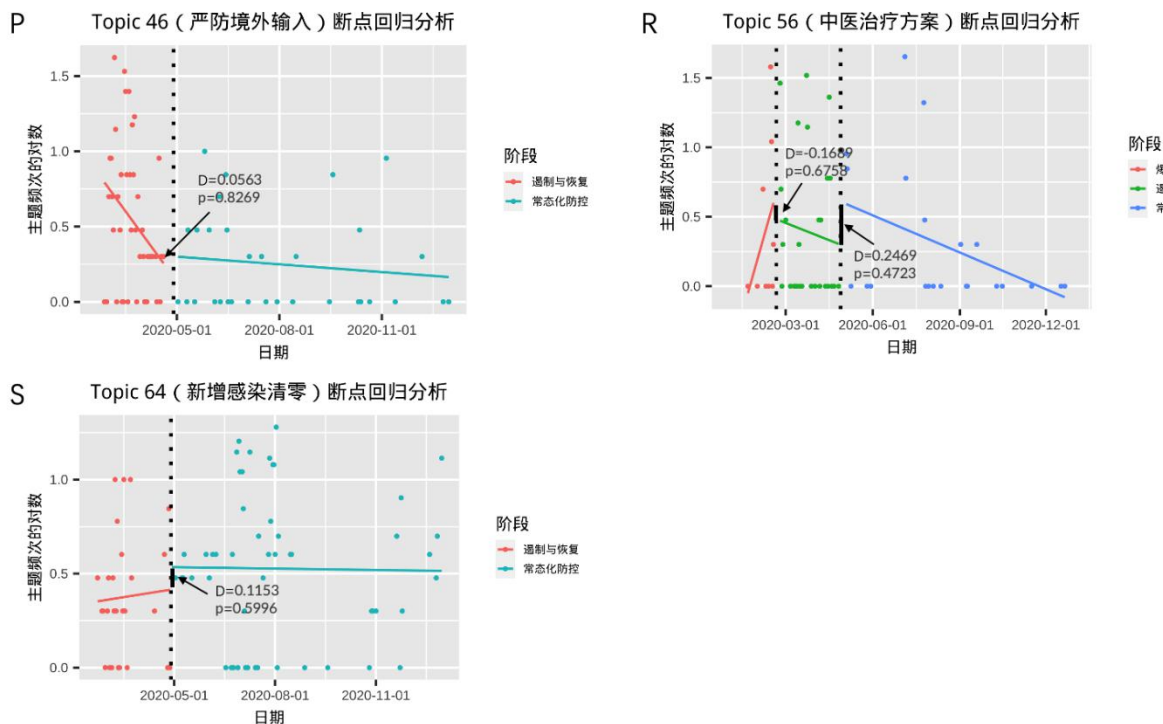 P
Topic 46（严防境外输入）断点回归分析
主题频次的对数
1.5
1.0
0.5
0.0
D=0.0563
p=0.8269
2020-05-01
2020-08-01
2020-11-01
日期
阶段
遏制与恢复
常态化防控
R
Topic 56（中医治疗方案）断点回归分析
主题频次的对数
1.5
1.0
0.5
0.0
D=-0.1689
p=0.6758
D=0.2469
p=0.4723
2020-03-01
2020-06-01
2020-09-01
2020-12-01
日期
阶段
遏
常
S
Topic 64（新增感染清零）断点回归分析
主题频次的对数
1.0
0.5
0.0
D=0.1153
p=0.5996
2020-05-01
2020-08-01
2020-11-01
日期
阶段
遏制与恢复
常态化防控